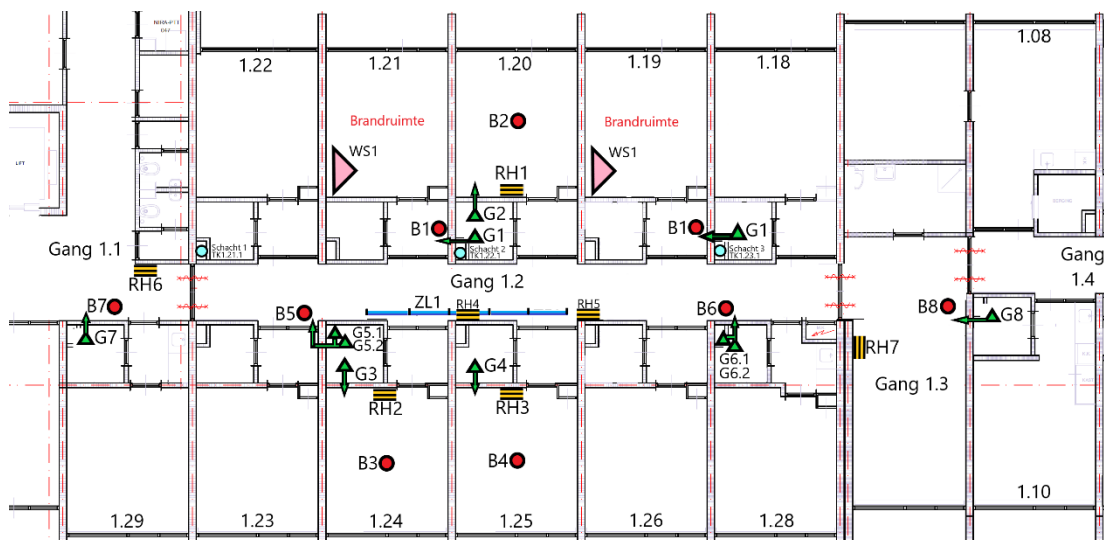 NIRA-PTI
1.22
1.21
1.20
1.19
1.18
1.08
Brandruimte
B2
Brandruimte
LIFT
WS1
WS1
RH1
BERGING
G2
B1
G1
B1
G1
Schacht 1
TK1.21.1
Schacht 2
TK1.22.1
Schacht 3
TK1.23.1
Gang 1.1
Gang 1.2
Gang
1.4
RH6
B7
B5
ZL1
RH4
RH5
B6
B8
G7
G5.1
G5.2
G6.1
G6.2
G8
G3
G4
RH7
Gang 1.3
RH2
RH3
B3
B4
1.29
1.23
1.24
1.25
1.26
1.28
1.10